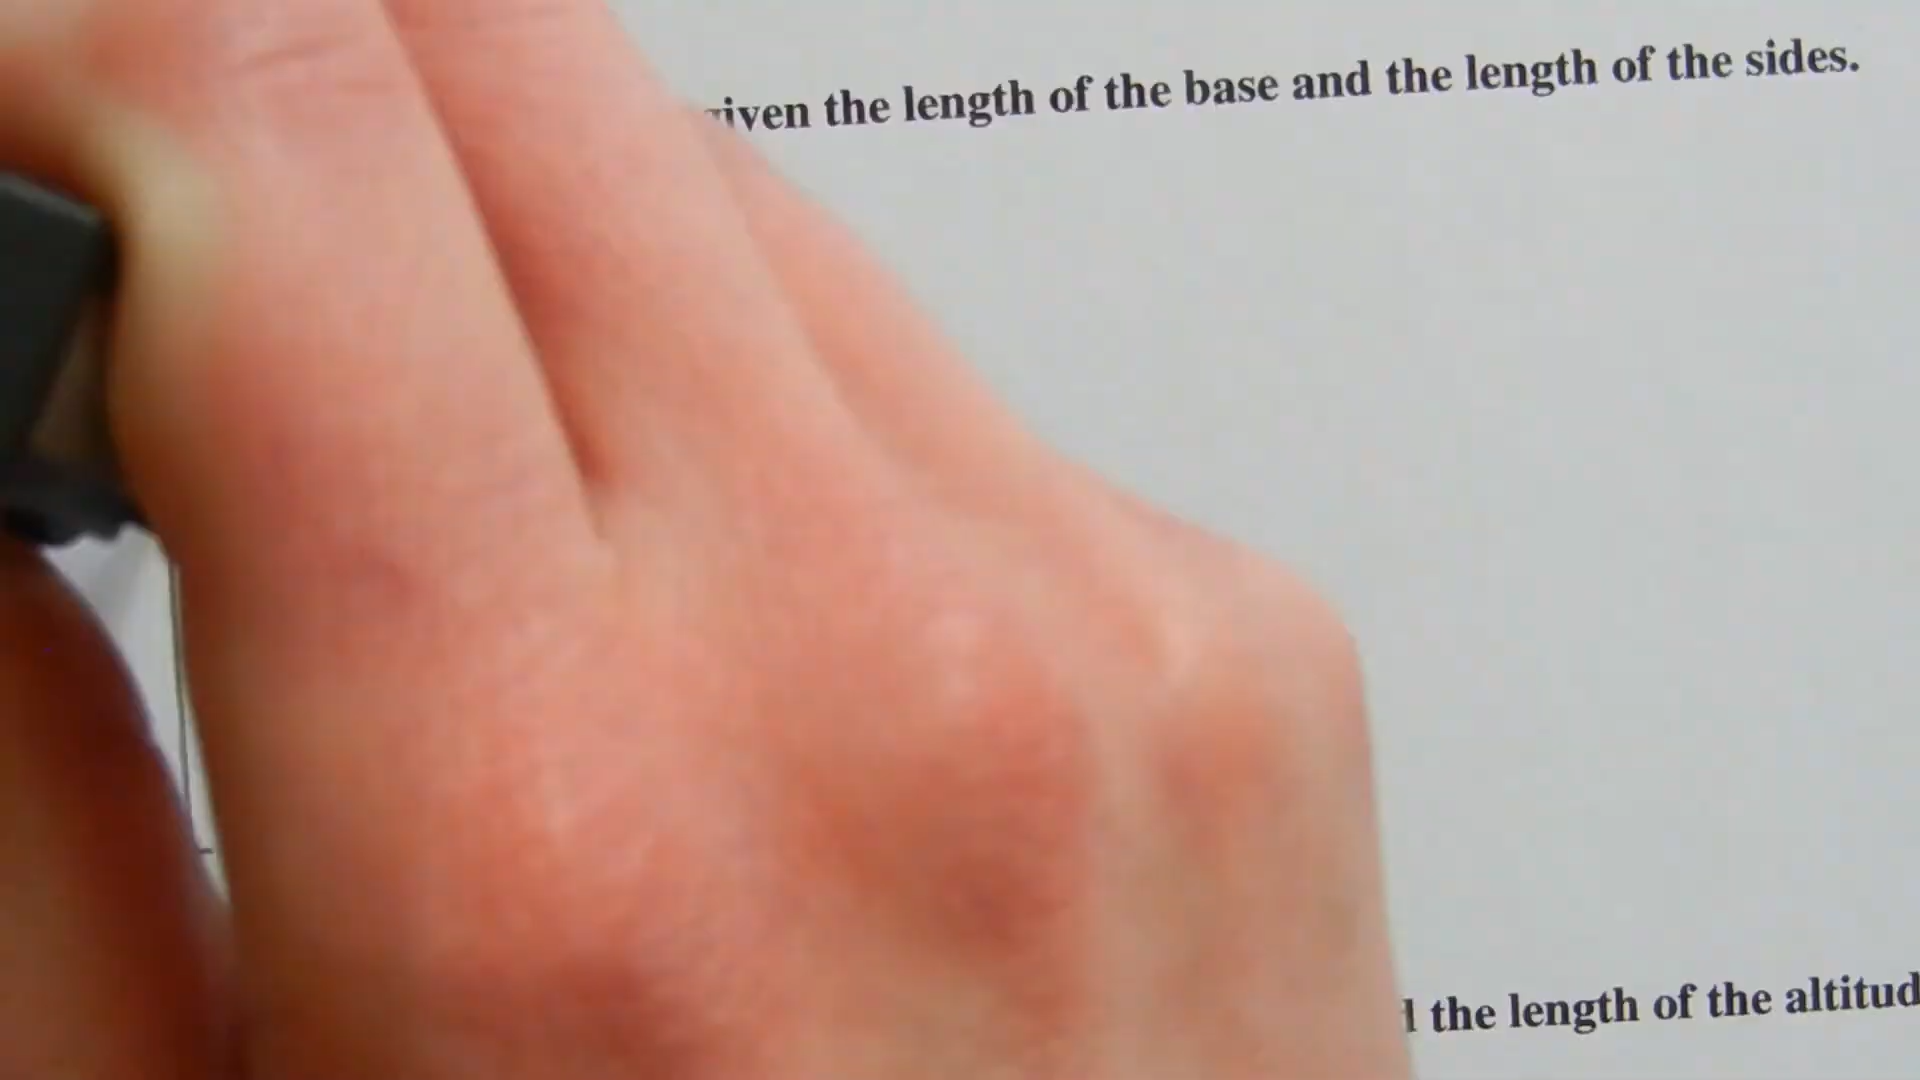 given the length of the base and the length of the sides.
the length of the altitud